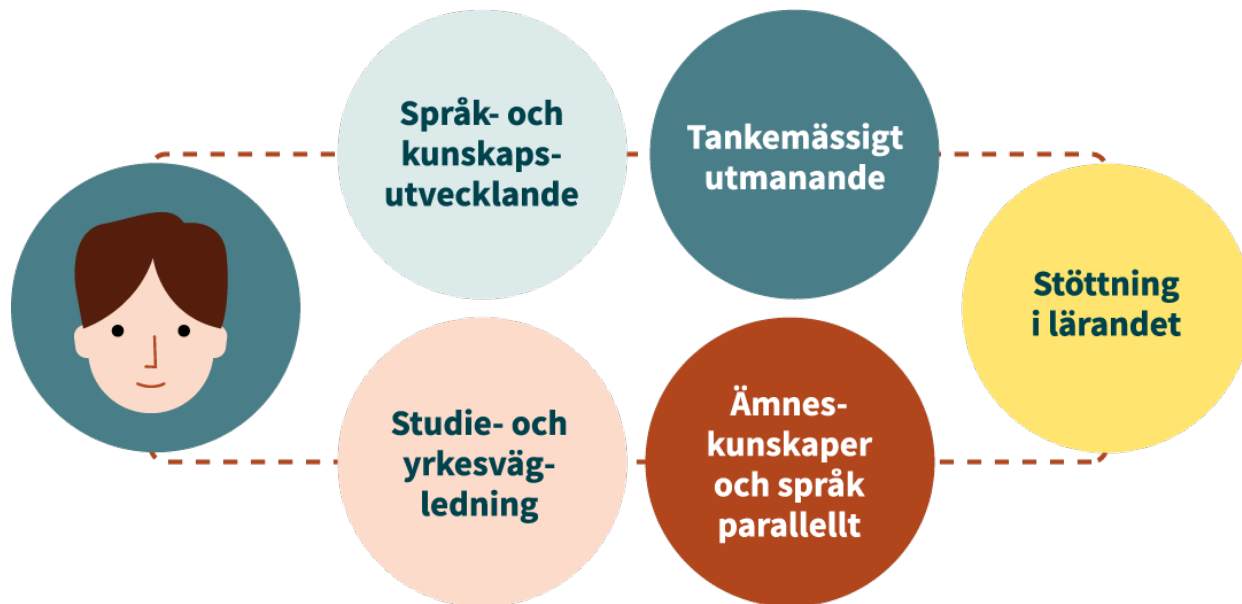 Språk- och
kunskaps-
utvecklande
Tankemässigt
utmanande
Stöttning
i lärandet
Studie- och
yrkesväg-
ledning
Ämnes-
kunskaper
och språk
parallellt